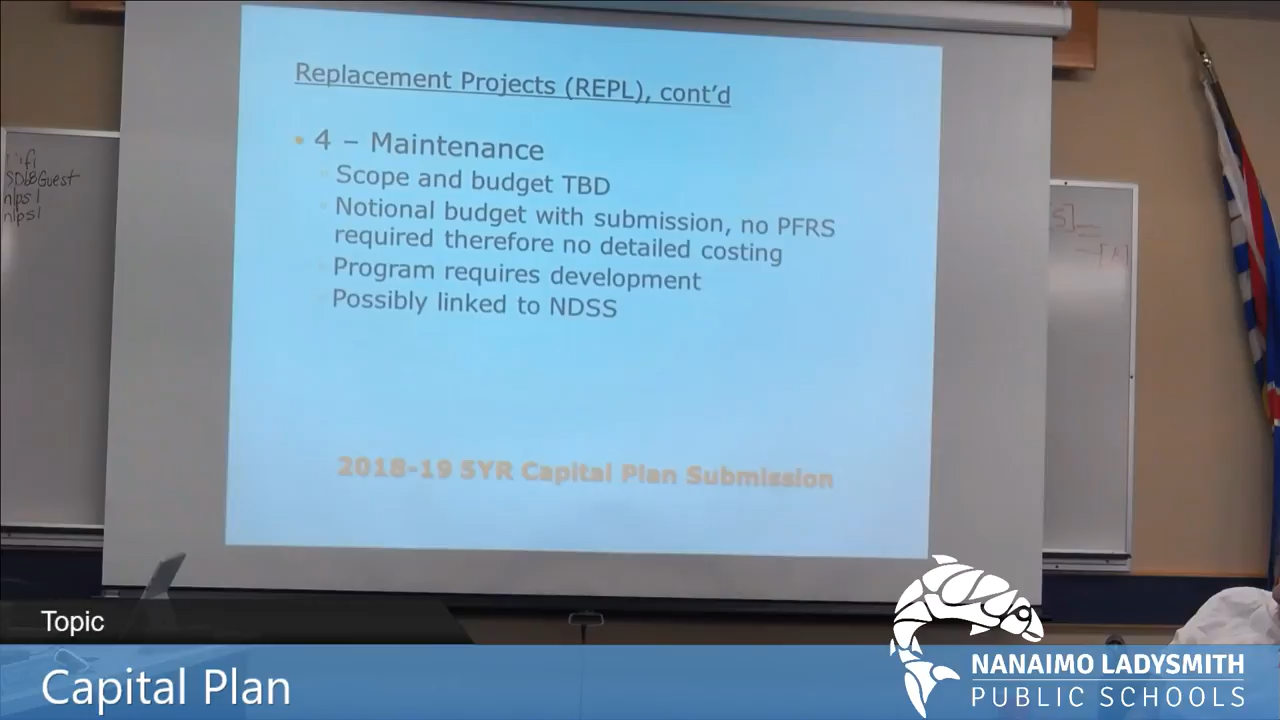 Replacement Projects (REPL), cont'd
• 4 – Maintenance
Scope and budget TBD
Notional budget with submission, no PFRS
required therefore no detailed costing
Program requires development
Possibly linked to NDSS
2018-19 5YR Capital Plan Submission
SD68Guest
nlps1
nlps1
Topic
Capital Plan
NANAIMO LADYSMITH
PUBLIC SCHOOLS